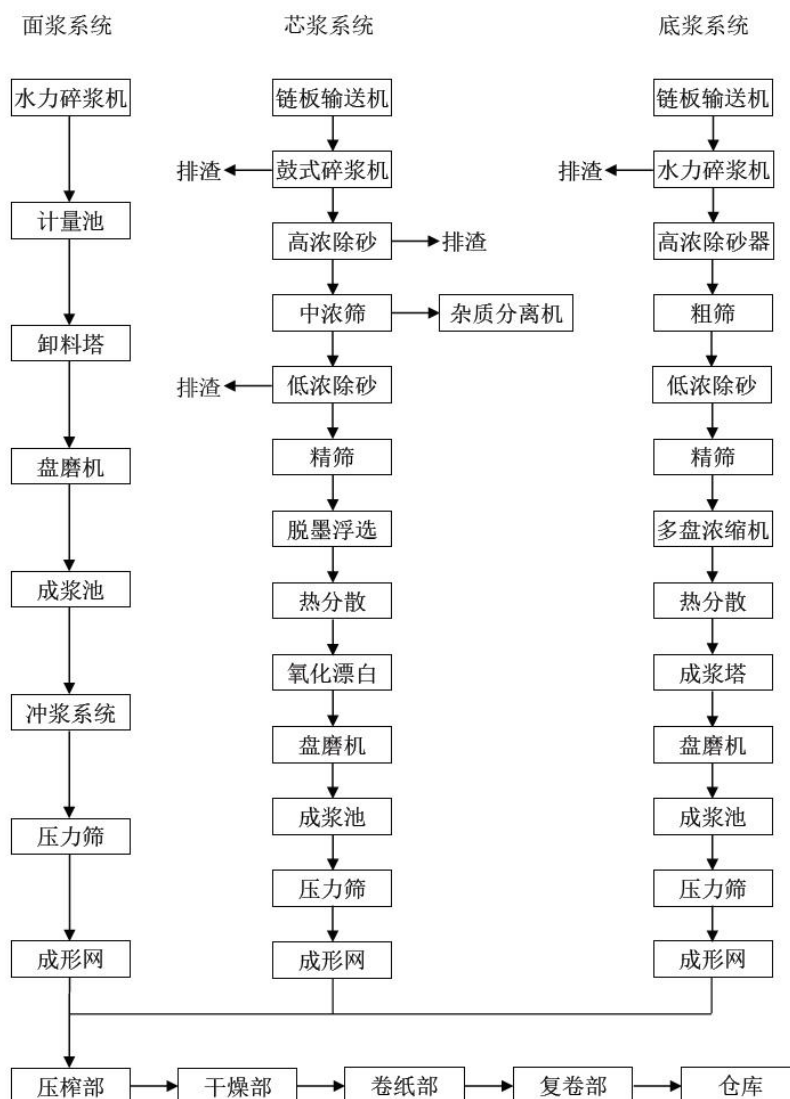 面浆系统
芯浆系统
底浆系统
水力碎浆机
链板输送机
链板输送机
排渣
鼓式碎浆机
排渣
水力碎浆机
计量池
高浓除砂
排渣
高浓除砂器
中浓筛
杂质分离机
粗筛
卸料塔
排渣
低浓除砂
低浓除砂
盘磨机
精筛
精筛
脱墨浮选
多盘浓缩机
成浆池
热分散
热分散
氧化漂白
成浆塔
冲浆系统
盘磨机
盘磨机
压力筛
成浆池
成浆池
压力筛
压力筛
成形网
成形网
成形网
压榨部
干燥部
卷纸部
复卷部
仓库